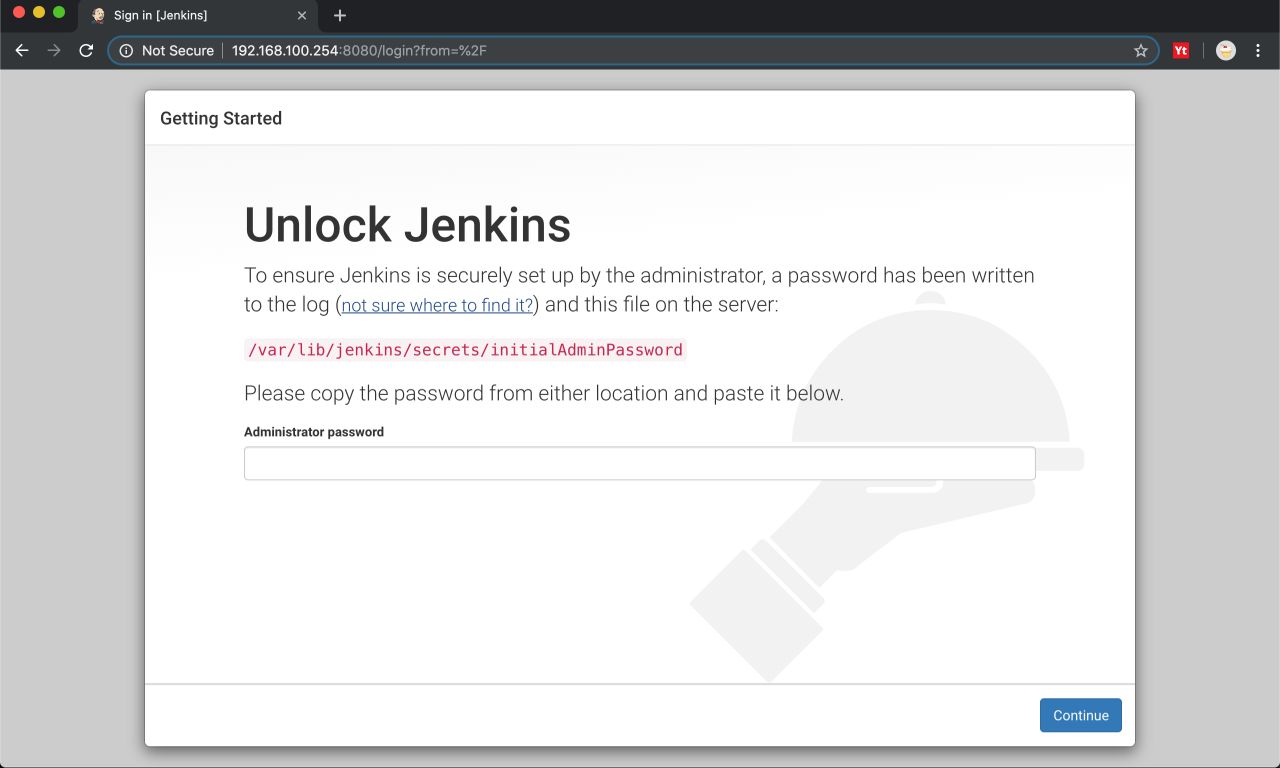 Sign in [Jenkins]
Not Secure 192.168.100.254:8080/login?from=%2F
Yt
Getting Started
Unlock Jenkins
To ensure Jenkins is securely set up by the administrator, a password has been written
to the log (not sure where to find it?) and this file on the server:
/var/lib/jenkins/secrets/initialAdminPassword
Please copy the password from either location and paste it below.
Administrator password
Continue